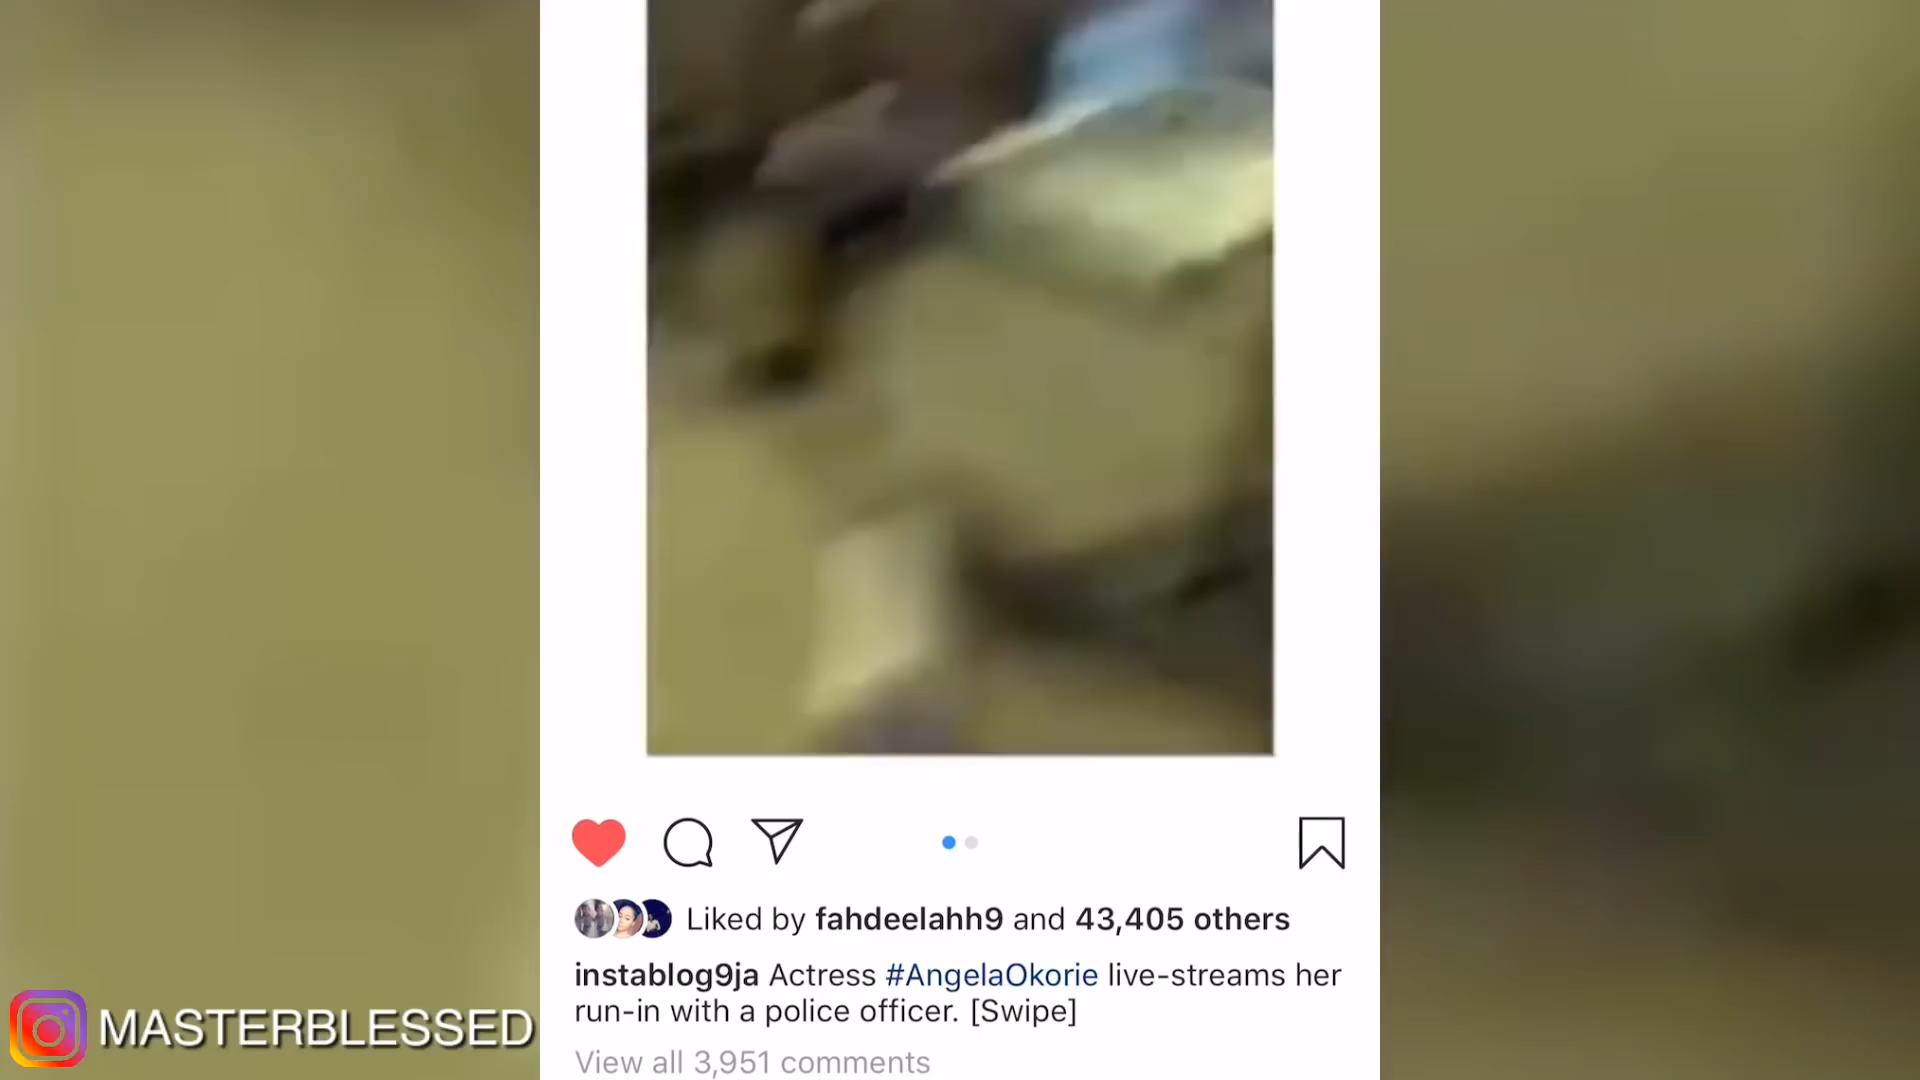 Liked by fahdeelahh9 and 43,405 others
instablog9ja Actress #AngelaOkorie live-streams her
run-in with a police officer. [Swipe]
View all 3,951 comments
MASTERBLESSED